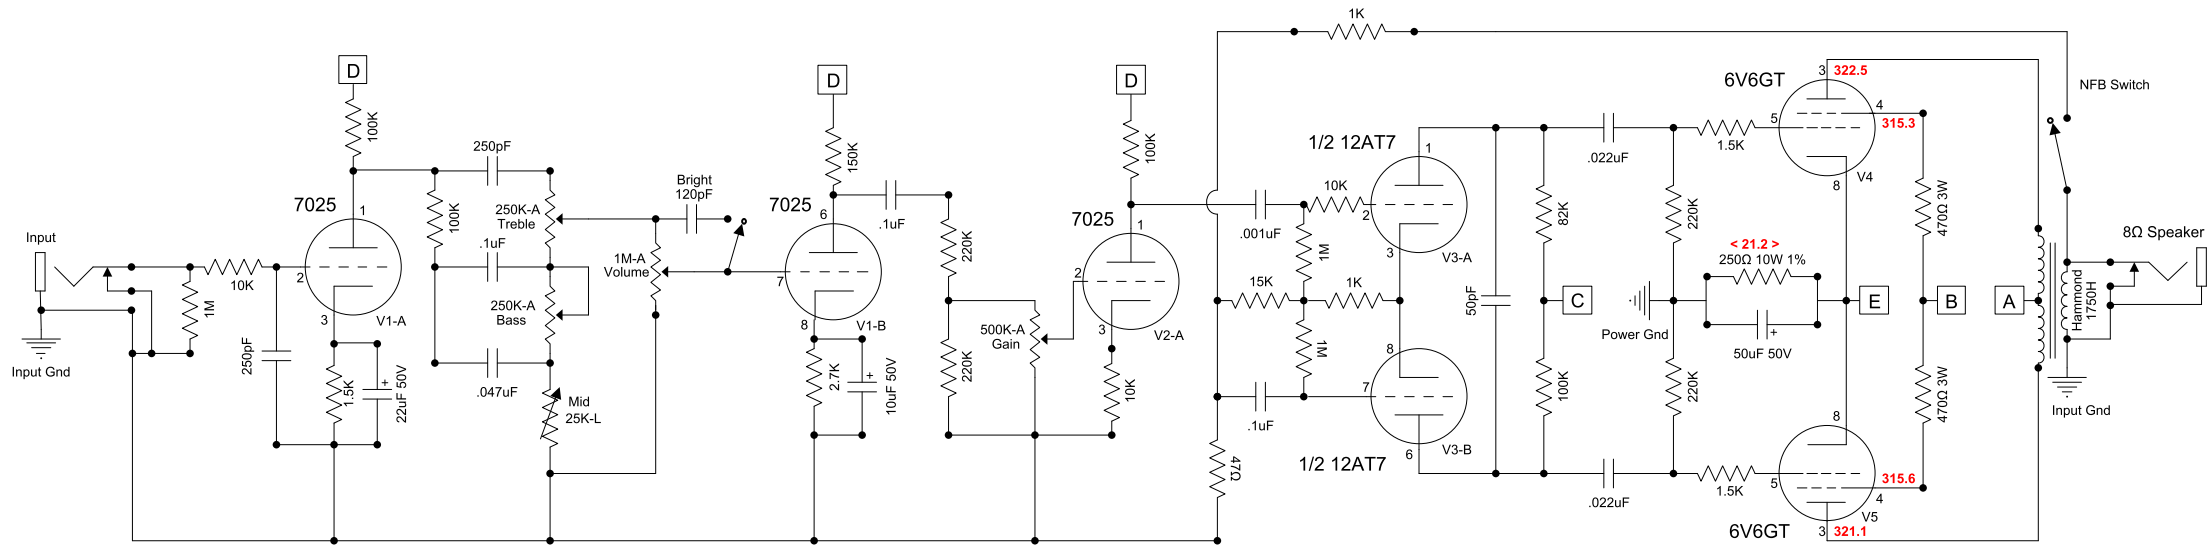 Input
Input Gnd
1M
10K
250pF
D
100K
7025
1
2
3
V1-A
1.5K
+
22uF 50V
100K
250pF
250K-A
Treble
.1uF
250K-A
Bass
.047uF
Mid
25K-L
1M-A
Volume
Bright
120pF
D
150K
7025
6
7
8
V1-B
2.7K
+
10uF 50V
.1uF
220K
220K
500K-A
Gain
D
100K
7025
1
2
3
V2-A
10K
1K
.001uF
10K
1M
15K
1K
1M
.1uF
47Ω
1/2 12AT7
1
2
3
V3-A
8
7
6
V3-B
1/2 12AT7
50pF
82K
C
100K
.022uF
.022uF
220K
220K
Power Gnd
1.5K
1.5K
< 21.2 >
250Ω 10W 1%
+
50uF 50V
6V6GT
3
322.5
4
315.3
5
8
V4
E
470Ω 3W
B
470Ω 3W
8
5
315.6
4
V5
6V6GT
3
321.1
A
Hammond
1750H
NFB Switch
8Ω Speaker
Input Gnd